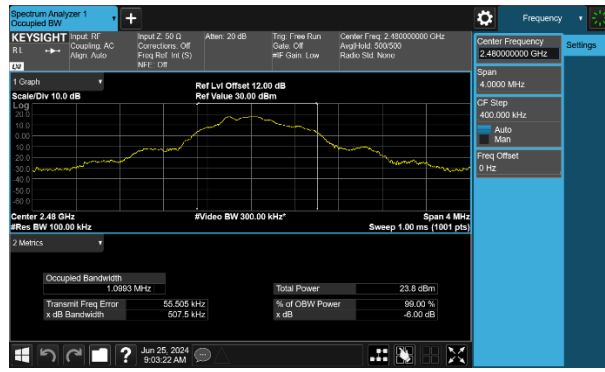 Spectrum Analyzer 1
Occupied BW
+
Frequency
KEYSIGHT
Input: RF
Input Z: 50 Ω
Atten: 20 dB
Trig: Free Run
Center Freq: 2.480000000 GHz
RL
Coupling: AC
Corrections: Off
Gate: Off
Avg|Hold: 500/500
Align: Auto
Freq Ref: Int (S)
#IF Gain: Low
Radio Std: None
NFE: Off
Center Frequency
2.480000000 GHz
Settings
Span
4.0000 MHz
CF Step
400.000 kHz
Auto
Man
Freq Offset
0 Hz
1 Graph
Ref Lvl Offset 12.00 dB
Scale/Div 10.0 dB
Ref Value 30.00 dBm
Log
20.0
10.0
0.00
10.0
20.0
30.0
-40.0
-50.0
-60.0
Center 2.48 GHz
#Video BW 300.00 kHz*
Span 4 MHz
#Res BW 100.00 kHz
Sweep 1.00 ms (1001 pts)
2 Metrics
Occupied Bandwidth
1.0993 MHz
Total Power
23.8 dBm
Transmit Freq Error
55.505 kHz
% of OBW Power
99.00 %
x dB Bandwidth
507.5 kHz
x dB
-6.00 dB
?
Jun 25, 2024
9:03:22 AM